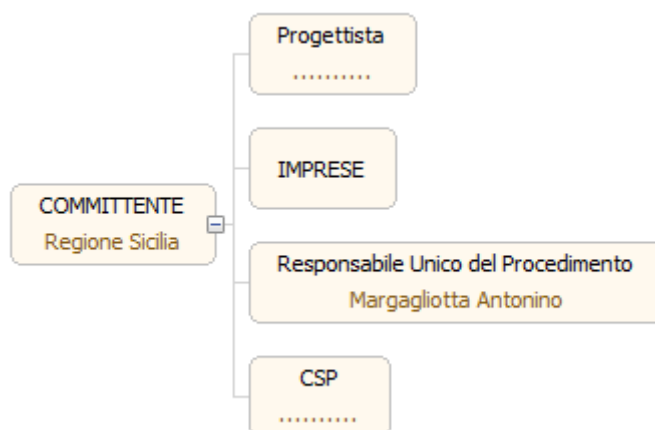 Progettista
..........
IMPRESE
COMMITTENTE
Regione Sicilia
Responsabile Unico del Procedimento
Margagliotta Antonino
CSP
..........